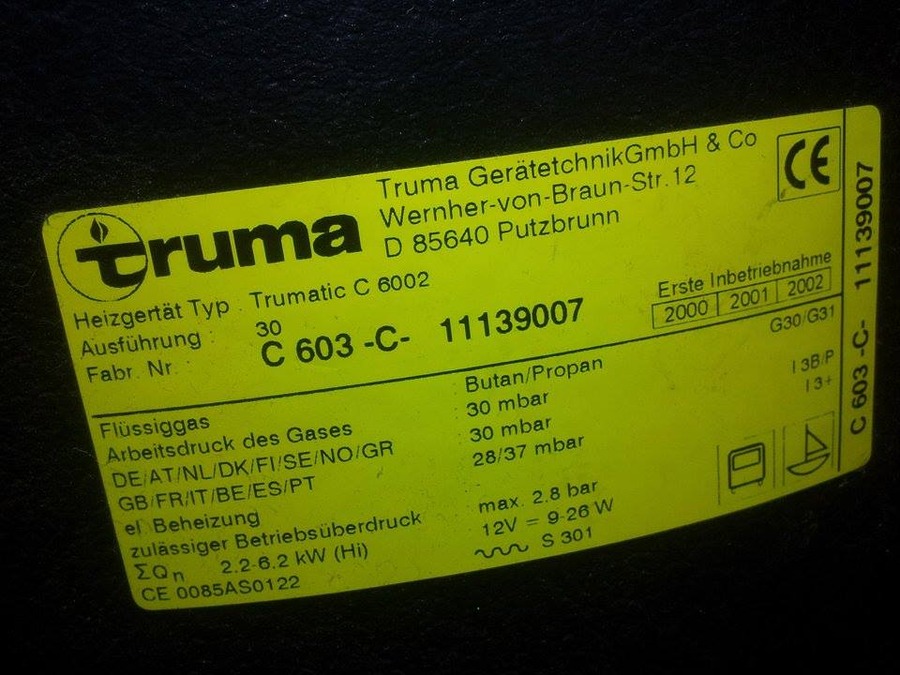 truma
Truma GerätetchnikGmbH & Co
Wernher-von-Braun-Str.12
D 85640 Putzbrunn
CE
Heizgertät Typ : Trumatic C 6002
Ausführung : 30
Fabr. Nr. : C 603 -C- 11139007
Erste Inbetriebnahme
2000 2001 2002
Flüssiggas : Butan/Propan G30/G31
Arbeitsdruck des Gases : 30 mbar
DE/AT/NL/DK/FI/SE/NO/GR : 30 mbar I 3B/P
GB/FR/IT/BE/ES/PT : 28/37 mbar I 3+
el. Beheizung
zulässiger Betriebsüberdruck : max. 2.8 bar
ΣQn 2.2-6.2 kW (Hi) 12V = 9-26 W
CE 0085AS0122 S 301
C 603 -C- 11139007